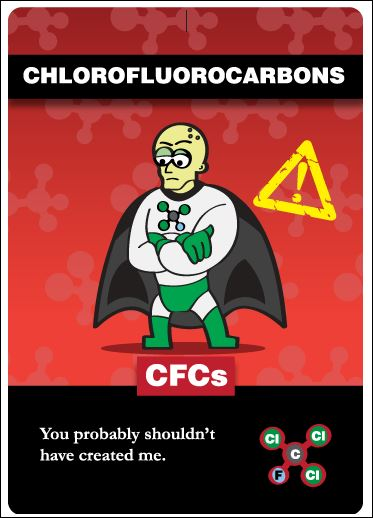 CHLOROFLUOROCARBONS
!
CFCs
You probably shouldn't
have created me.
Cl Cl
C
F Cl